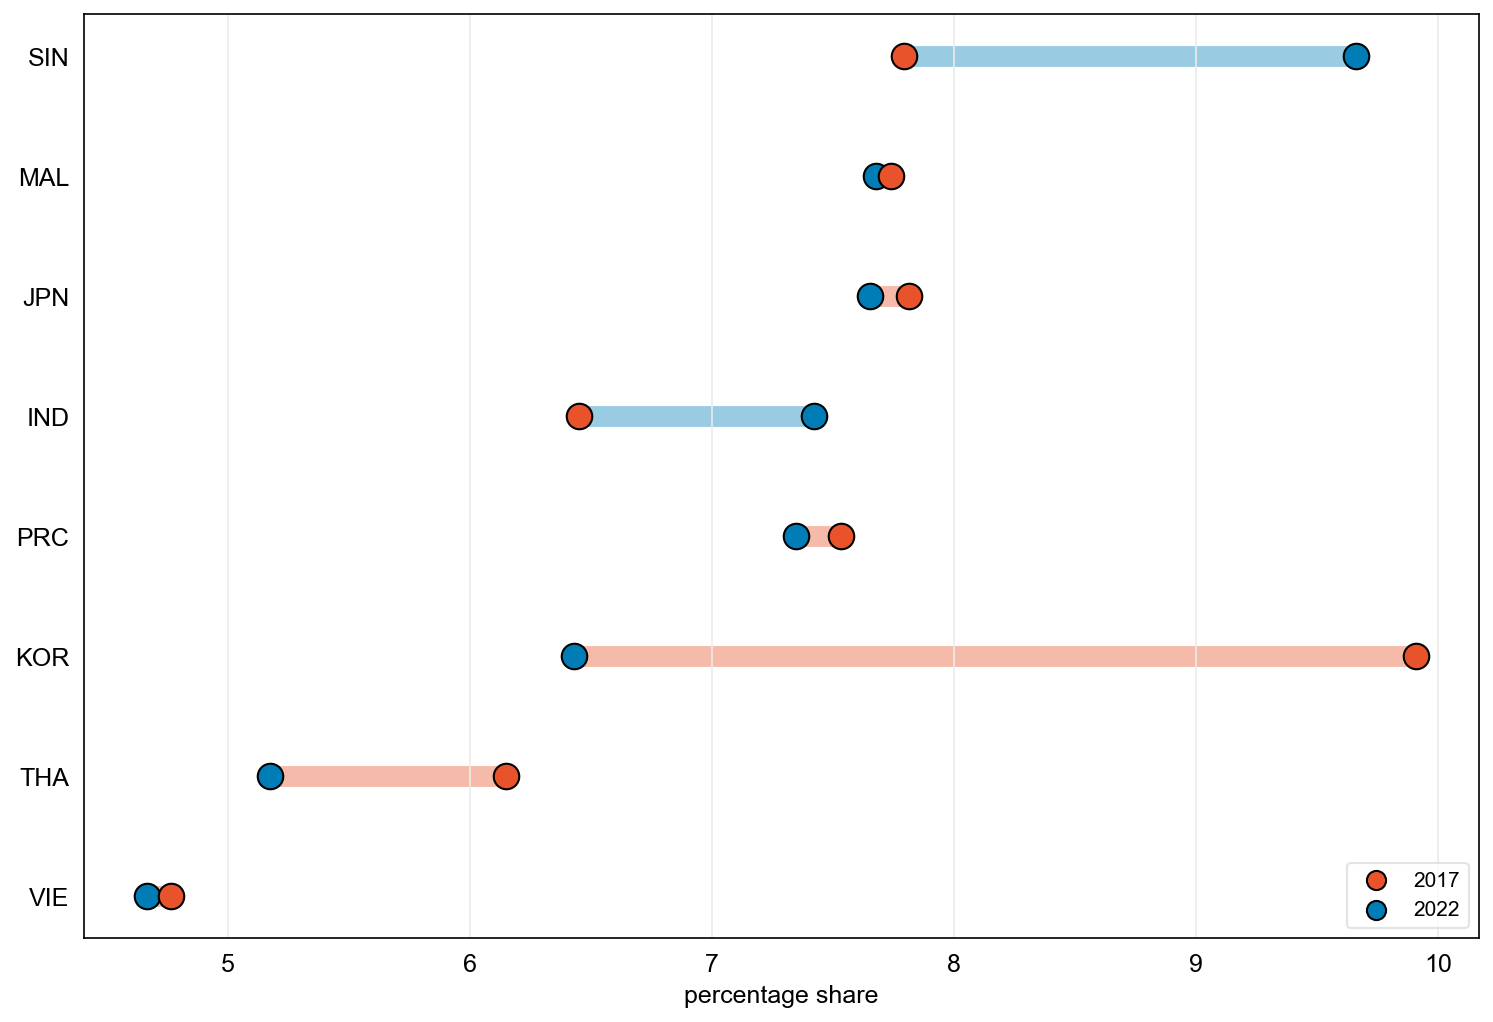 SIN
MAL
JPN
IND
PRC
KOR
THA
VIE
2017
2022
5 6 7 8 9 10
percentage share